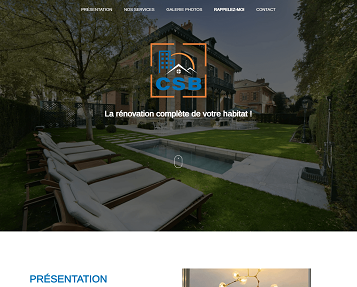 PRÉSENTATION
NOS SERVICES
GALERIE PHOTOS
RAPPELEZ-MOI
CONTACT
CSB
La rénovation complète de votre habitat !
PRÉSENTATION